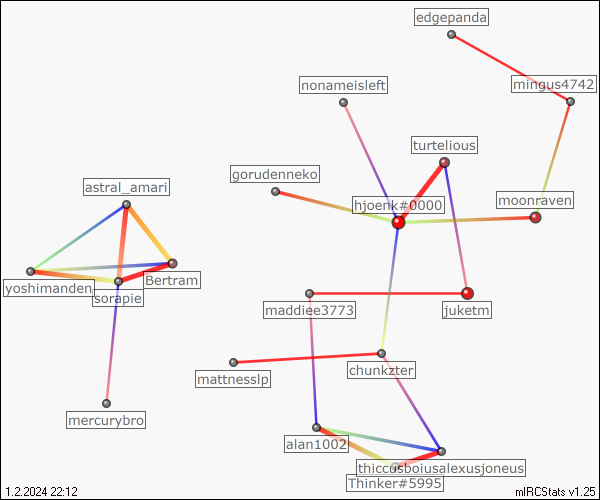 edgepanda
mingus4742
nonameisleft
turtelious
gorudenneko
astral_amari
hjoenk#0000
moonraven
Bertram
yoshimanden
sorapie
maddiee3773
juketm
chunkzter
mattnesslp
mercurybro
alan1002
thiccusboiusalexusjoneus
Thinker#5995
1.2.2024 22:12
mIRCStats v1.25